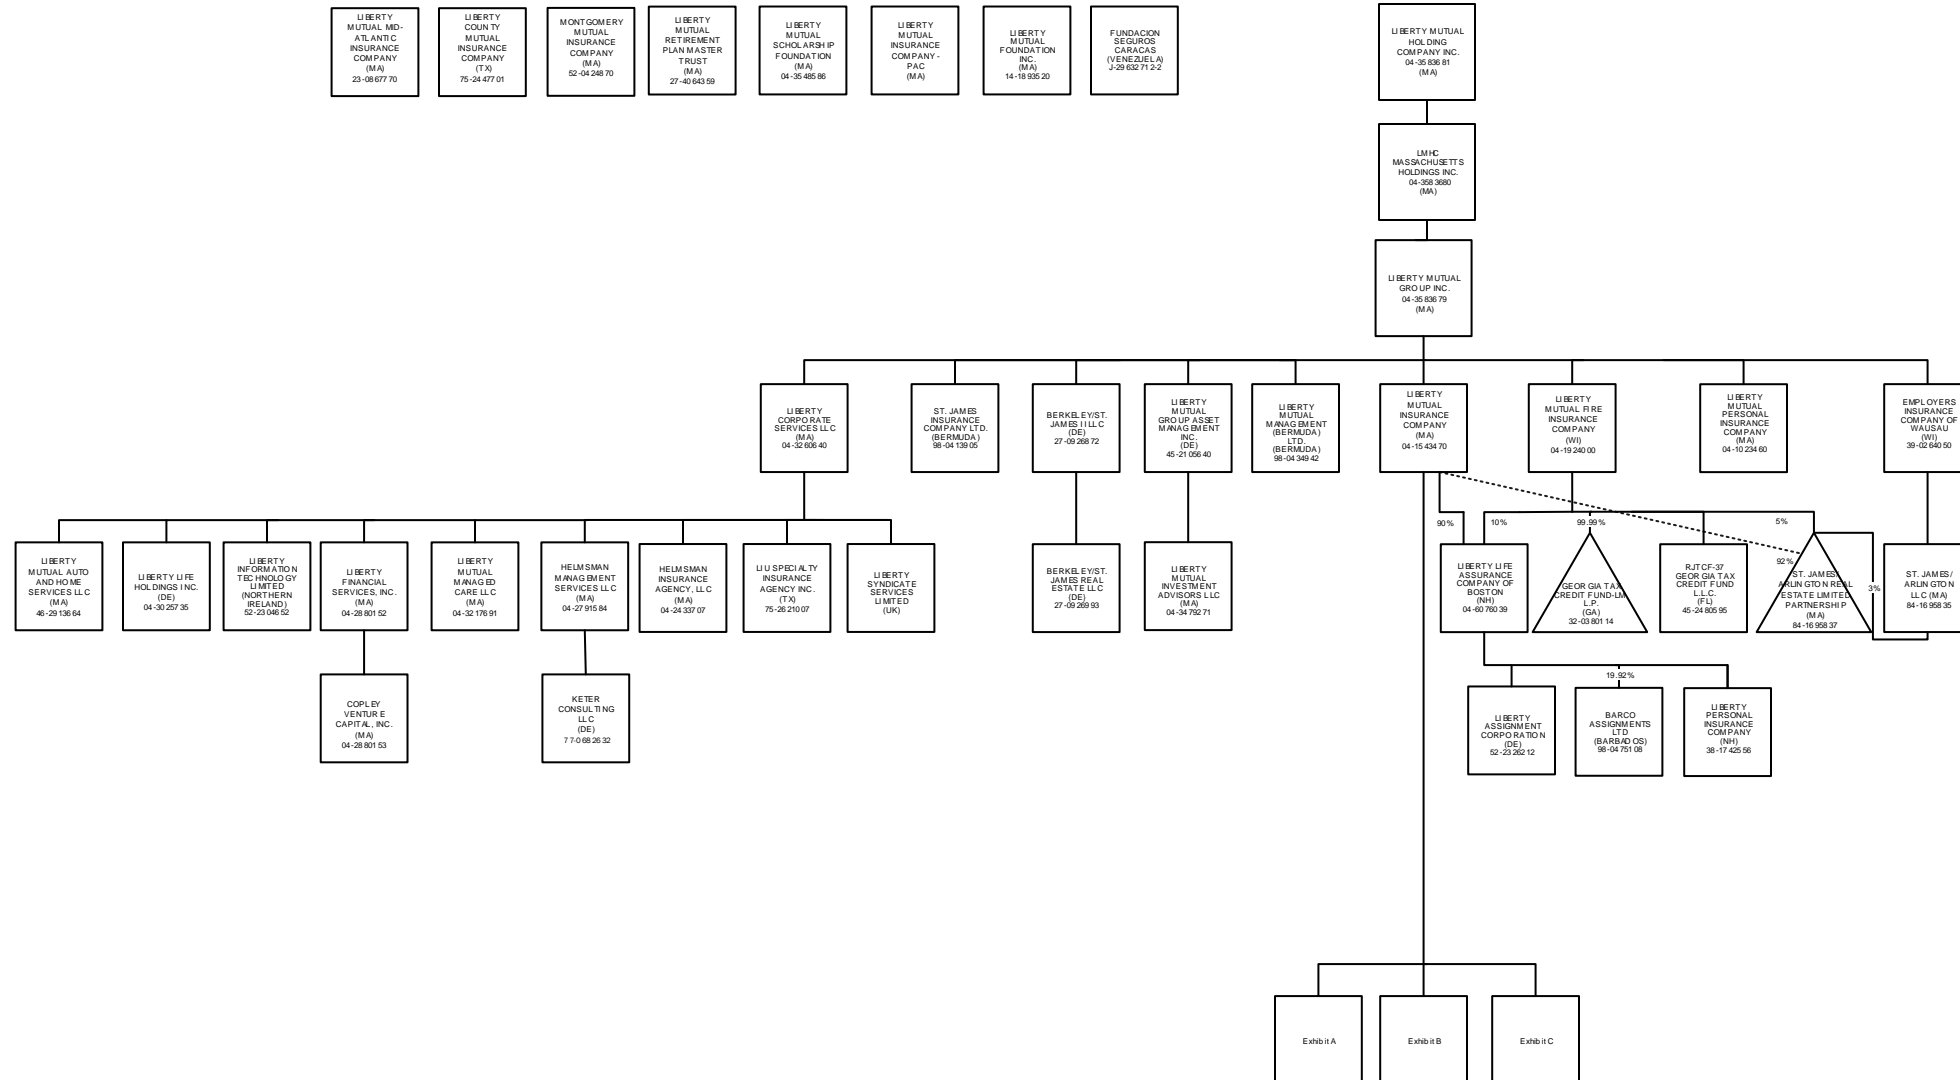 LIBERTY
MUTUAL MID-
ATLANTIC
INSURANCE
COMPANY
(MA)
23-0867770
LIBERTY
COUNTY
MUTUAL
INSURANCE
COMPANY
(TX)
75-2447701
MONTGOMERY
MUTUAL
INSURANCE
COMPANY
(MA)
52-0424870
LIBERTY
MUTUAL
RETIREMENT
PLAN MASTER
TRUST
(MA)
27-4064359
LIBERTY
MUTUAL
SCHOLARSHIP
FOUNDATION
(MA)
04-3548586
LIBERTY
MUTUAL
INSURANCE
COMPANY -
PAC
(MA)
LIBERTY
MUTUAL
FOUNDATION
INC.
(MA)
14-1893520
FUNDACION
SEGUROS
CARACAS
(VENEZUELA)
J-29632712-2
LIBERTY MUTUAL
HOLDING
COMPANY INC.
04-3583681
(MA)
LMHC
MASSACHUSETTS
HOLDINGS INC.
04-3583680
(MA)
LIBERTY MUTUAL
GROUP INC.
04-3583679
(MA)
LIBERTY
CORPORATE
SERVICES LLC
(MA)
04-3260640
ST. JAMES
INSURANCE
COMPANY LTD.
(BERMUDA)
98-0413905
BERKELEY/ST.
JAMES II LLC
(DE)
27-0926872
LIBERTY
MUTUAL
GROUP ASSET
MANAGEMENT
INC.
(DE)
45-2105640
LIBERTY
MUTUAL
MANAGEMENT
(BERMUDA)
LTD.
(BERMUDA)
98-0434942
LIBERTY
MUTUAL
INSURANCE
COMPANY
(MA)
04-1543470
LIBERTY
MUTUAL FIRE
INSURANCE
COMPANY
(WI)
04-1924000
LIBERTY
MUTUAL
PERSONAL
INSURANCE
COMPANY
(MA)
04-1023460
EMPLOYERS
INSURANCE
COMPANY OF
WAUSAU
(WI)
39-0264050
90%
10%
99.99%
5%
92%
3%
LIBERTY
MUTUAL AUTO
AND HOME
SERVICES LLC
(MA)
46-2913664
LIBERTY LIFE
HOLDINGS INC.
(DE)
04-3025735
LIBERTY
INFORMATION
TECHNOLOGY
LIMITED
(NORTHERN
IRELAND)
52-2304652
LIBERTY
FINANCIAL
SERVICES, INC.
(MA)
04-2880152
LIBERTY
MUTUAL
MANAGED
CARE LLC
(MA)
04-3217691
HELMSMAN
MANAGEMENT
SERVICES LLC
(MA)
04-2791584
HELMSMAN
INSURANCE
AGENCY, LLC
(MA)
04-2433707
LIU SPECIALTY
INSURANCE
AGENCY INC.
(TX)
75-2621007
LIBERTY
SYNDICATE
SERVICES
LIMITED
(UK)
BERKELEY/ST.
JAMES REAL
ESTATE LLC
(DE)
27-0926993
LIBERTY
MUTUAL
INVESTMENT
ADVISORS LLC
(MA)
04-3479271
LIBERTY LIFE
ASSURANCE
COMPANY OF
BOSTON
(NH)
04-6076039
GEORGIA TAX
CREDIT FUND-LM
L.P.
(GA)
32-0380114
RJTCF-37
GEORGIA TAX
CREDIT FUND
L.L.C.
(FL)
45-2480595
ST. JAMES/
ARLINGTON REAL
ESTATE LIMITED
PARTNERSHIP
(MA)
84-1695837
ST. JAMES/
ARLINGTON
LLC (MA)
84-1695835
COPLEY
VENTURE
CAPITAL, INC.
(MA)
04-2880153
KETER
CONSULTING
LLC
(DE)
77-0682632
19.92%
LIBERTY
ASSIGNMENT
CORPORATION
(DE)
52-2326212
BARCO
ASSIGNMENTS
LTD
(BARBADOS)
98-0475108
LIBERTY
PERSONAL
INSURANCE
COMPANY
(NH)
38-1742556
Exhibit A
Exhibit B
Exhibit C